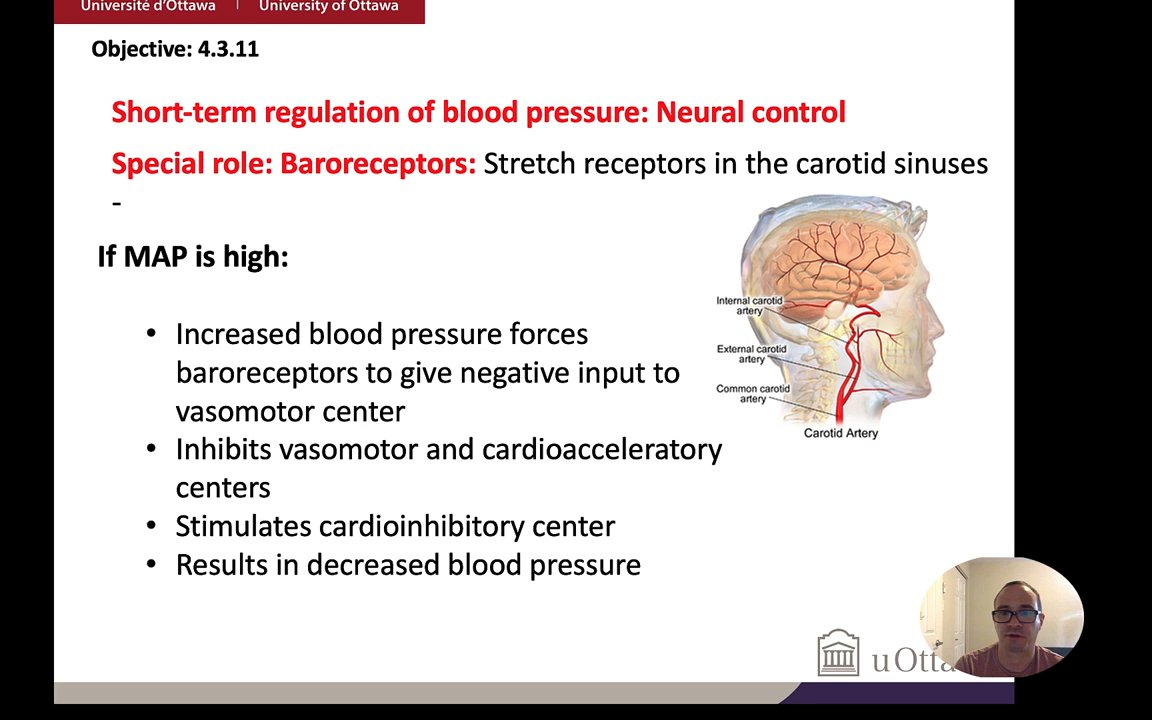 Université d'Ottawa | University of Ottawa
Objective: 4.3.11
Short-term regulation of blood pressure: Neural control
Special role: Baroreceptors: Stretch receptors in the carotid sinuses
-
If MAP is high:
• Increased blood pressure forces
baroreceptors to give negative input to
vasomotor center
• Inhibits vasomotor and cardioacceleratory
centers
• Stimulates cardioinhibitory center
• Results in decreased blood pressure
Internal carotid
artery
External carotid
artery
Common carotid
artery
Carotid Artery
uOtta